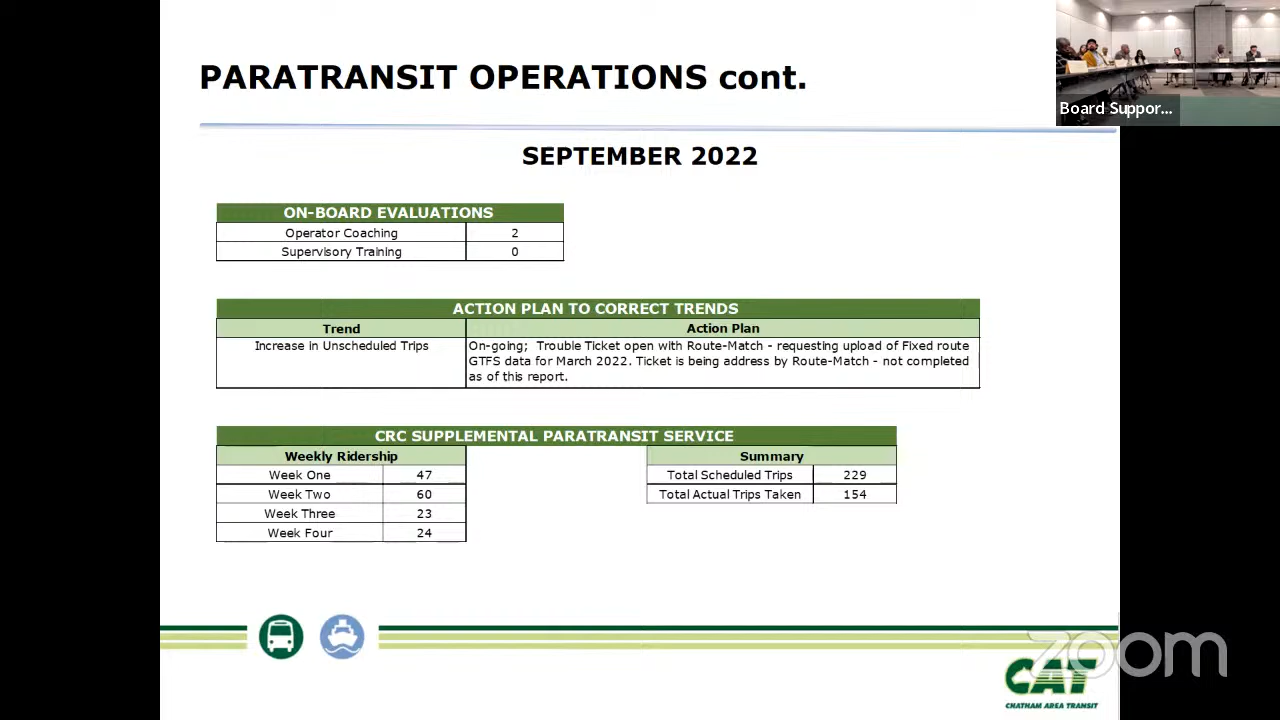 PARATRANSIT OPERATIONS cont.
Board Suppor...
SEPTEMBER 2022
ON-BOARD EVALUATIONS
Operator Coaching 2
Supervisory Training 0
ACTION PLAN TO CORRECT TRENDS
Trend Action Plan
Increase in Unscheduled Trips On-going; Trouble Ticket open with Route-Match - requesting upload of Fixed route
GTFS data for March 2022. Ticket is being address by Route-Match - not completed
as of this report.
CRC SUPPLEMENTAL PARATRANSIT SERVICE
Weekly Ridership Summary
Week One 47 Total Scheduled Trips 229
Week Two 60 Total Actual Trips Taken 154
Week Three 23
Week Four 24
zoom
CAT
CHATHAM AREA TRANSIT